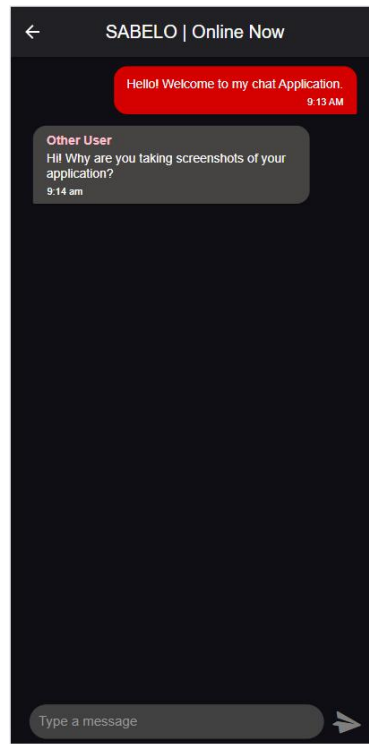 SABELO | Online Now
Hello! Welcome to my chat Application.
9:13 AM
Other User
Hi! Why are you taking screenshots of your
application?
9:14 am
Type a message